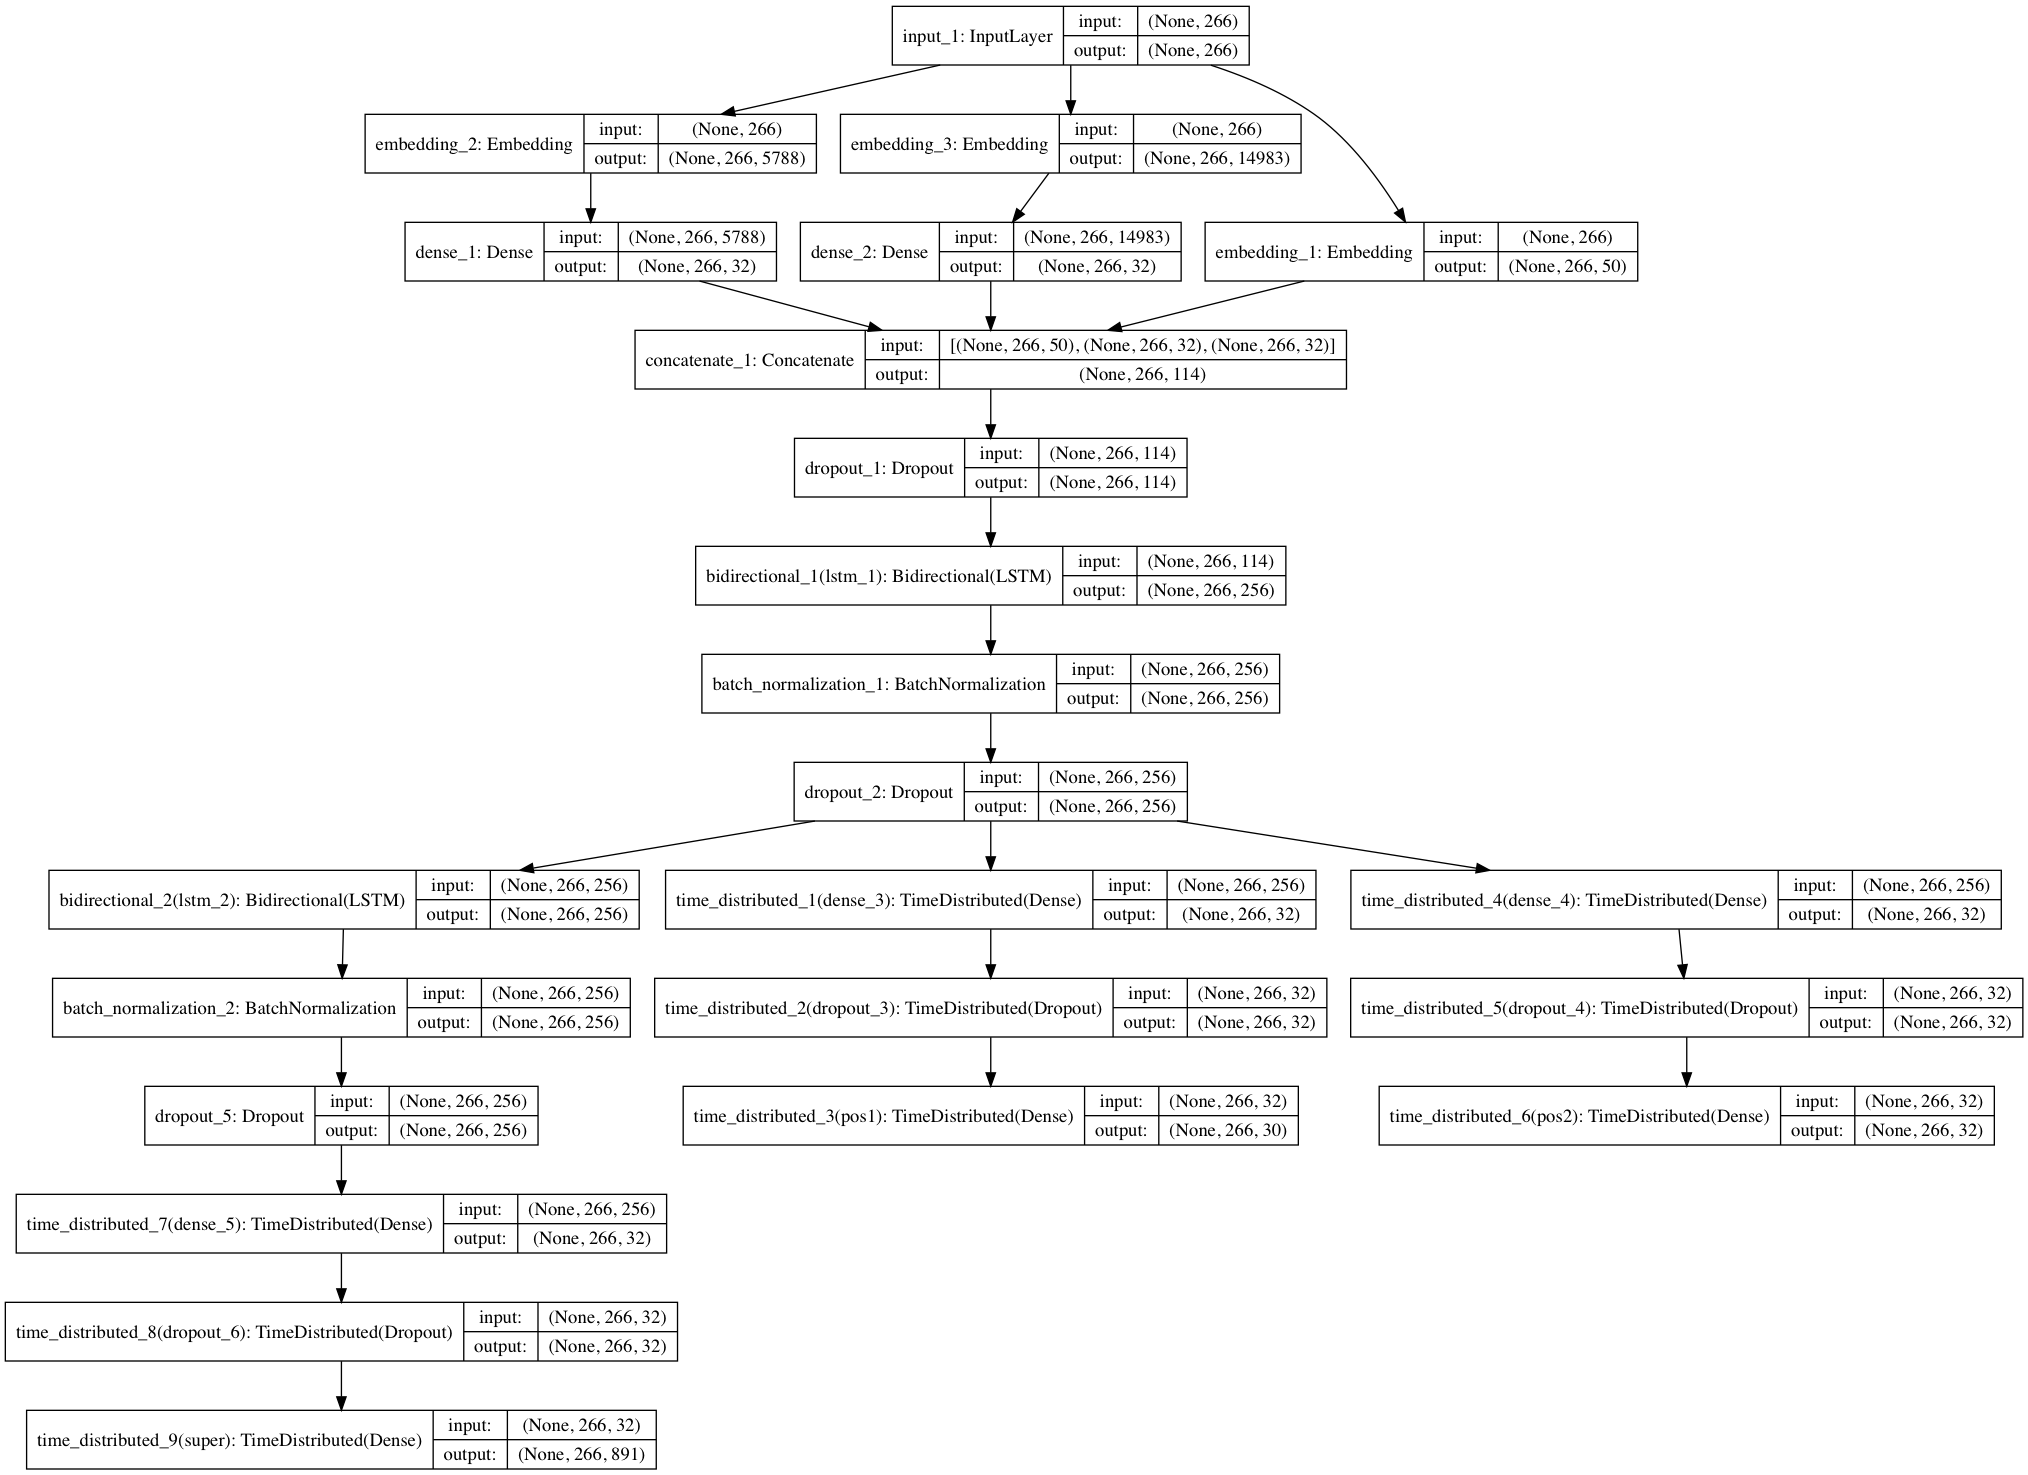 input_1: InputLayer
input: (None, 266)
output: (None, 266)
embedding_2: Embedding
input: (None, 266)
output: (None, 266, 5788)
embedding_3: Embedding
input: (None, 266)
output: (None, 266, 14983)
dense_1: Dense
input: (None, 266, 5788)
output: (None, 266, 32)
dense_2: Dense
input: (None, 266, 14983)
output: (None, 266, 32)
embedding_1: Embedding
input: (None, 266)
output: (None, 266, 50)
concatenate_1: Concatenate
input: [(None, 266, 50), (None, 266, 32), (None, 266, 32)]
output: (None, 266, 114)
dropout_1: Dropout
input: (None, 266, 114)
output: (None, 266, 114)
bidirectional_1(lstm_1): Bidirectional(LSTM)
input: (None, 266, 114)
output: (None, 266, 256)
batch_normalization_1: BatchNormalization
input: (None, 266, 256)
output: (None, 266, 256)
dropout_2: Dropout
input: (None, 266, 256)
output: (None, 266, 256)
bidirectional_2(lstm_2): Bidirectional(LSTM)
input: (None, 266, 256)
output: (None, 266, 256)
time_distributed_1(dense_3): TimeDistributed(Dense)
input: (None, 266, 256)
output: (None, 266, 32)
time_distributed_4(dense_4): TimeDistributed(Dense)
input: (None, 266, 256)
output: (None, 266, 32)
batch_normalization_2: BatchNormalization
input: (None, 266, 256)
output: (None, 266, 256)
time_distributed_2(dropout_3): TimeDistributed(Dropout)
input: (None, 266, 32)
output: (None, 266, 32)
time_distributed_5(dropout_4): TimeDistributed(Dropout)
input: (None, 266, 32)
output: (None, 266, 32)
dropout_5: Dropout
input: (None, 266, 256)
output: (None, 266, 256)
time_distributed_3(pos1): TimeDistributed(Dense)
input: (None, 266, 32)
output: (None, 266, 30)
time_distributed_6(pos2): TimeDistributed(Dense)
input: (None, 266, 32)
output: (None, 266, 32)
time_distributed_7(dense_5): TimeDistributed(Dense)
input: (None, 266, 256)
output: (None, 266, 32)
time_distributed_8(dropout_6): TimeDistributed(Dropout)
input: (None, 266, 32)
output: (None, 266, 32)
time_distributed_9(super): TimeDistributed(Dense)
input: (None, 266, 32)
output: (None, 266, 891)